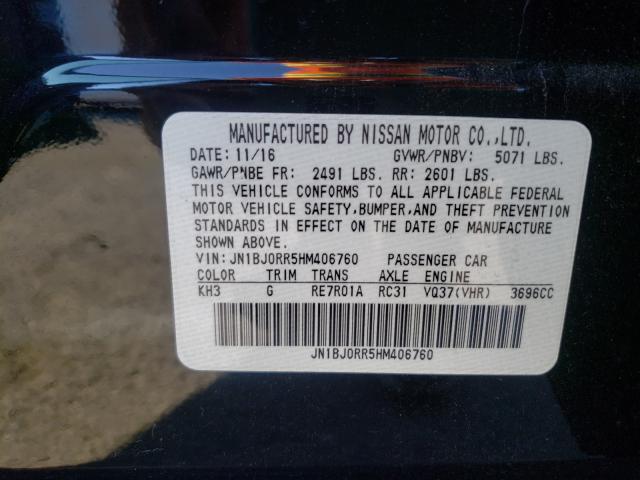 MANUFACTURED BY NISSAN MOTOR CO.,LTD.
DATE: 11/16 GVWR/PNBV: 5071 LBS.
GAWR/PNBE FR: 2491 LBS. RR: 2601 LBS.
THIS VEHICLE CONFORMS TO ALL APPLICABLE FEDERAL
MOTOR VEHICLE SAFETY, BUMPER, AND THEFT PREVENTION
STANDARDS IN EFFECT ON THE DATE OF MANUFACTURE
SHOWN ABOVE.
VIN: JN1BJ0RR5HM406760 PASSENGER CAR
COLOR TRIM TRANS AXLE ENGINE
KH3 G RE7R01A RC31 VQ37(VHR) 3696CC
JN1BJ0RR5HM406760